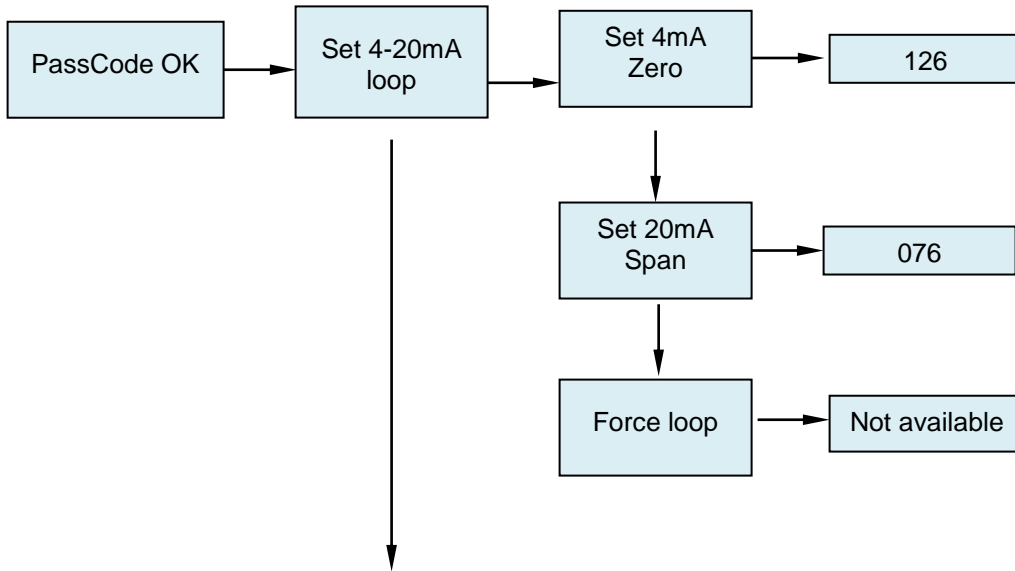 PassCode OK
Set 4-20mA
loop
Set 4mA
Zero
126
Set 20mA
Span
076
Force loop
Not available